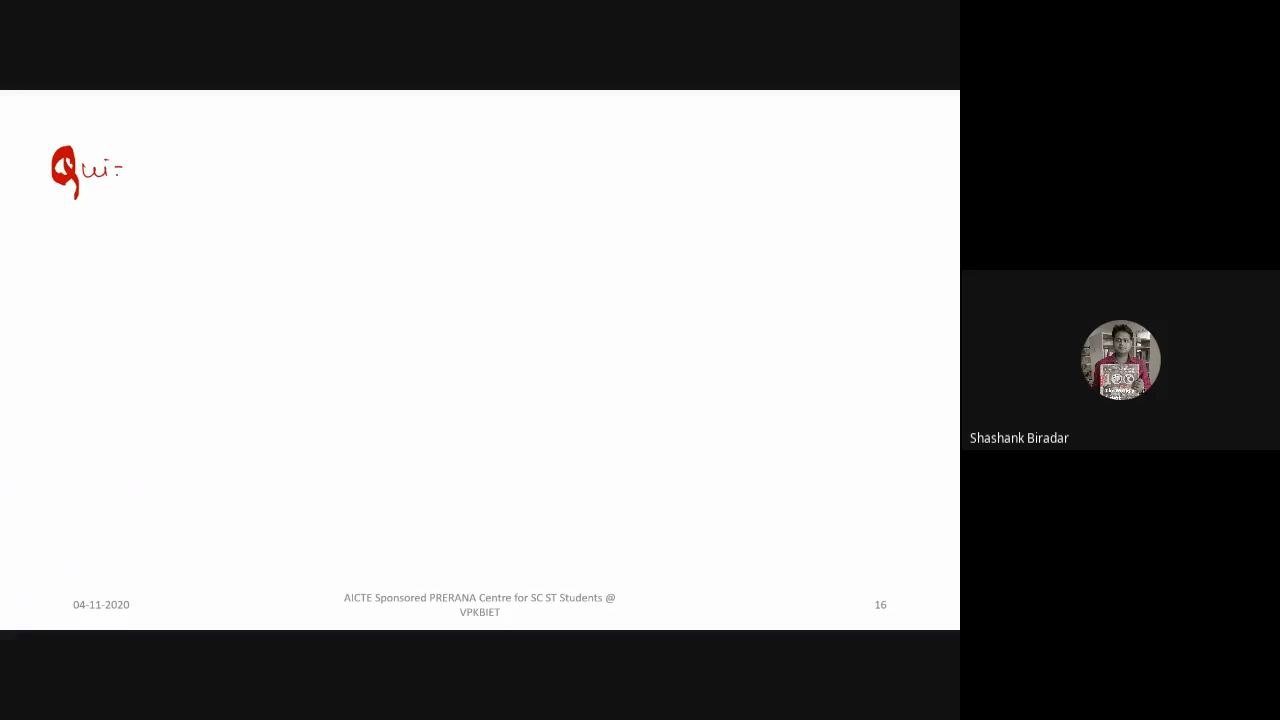 Qui-
04-11-2020
AICTE Sponsored PRERANA Centre for SC ST Students @
VPKBIET
16
Shashank Biradar